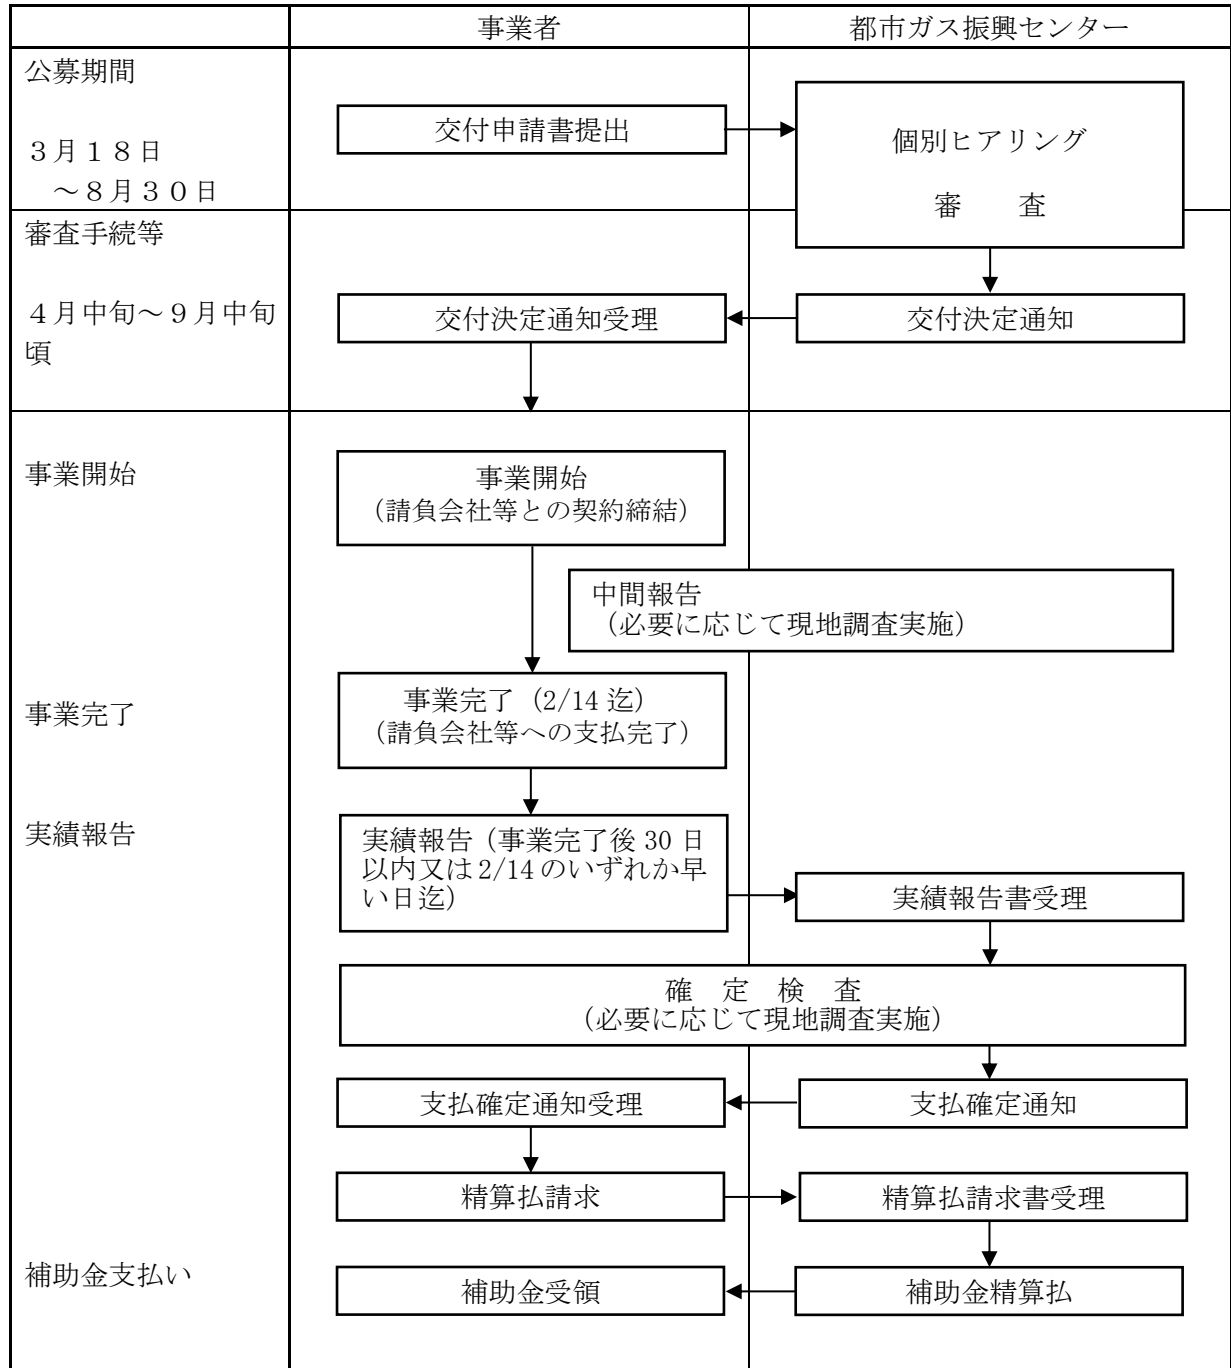 事業者
都市ガス振興センター
公募期間
３月１８日
～８月３０日
交付申請書提出
個別ヒアリング
審　　査
審査手続等
４月中旬～９月中旬
頃
交付決定通知受理
交付決定通知
事業開始
事業開始
（請負会社等との契約締結）
中間報告
（必要に応じて現地調査実施）
事業完了
事業完了（2/14 迄）
（請負会社等への支払完了）
実績報告
実績報告（事業完了後 30 日
以内又は 2/14 のいずれか早
い日迄）
実績報告書受理
確　定　検　査
（必要に応じて現地調査実施）
支払確定通知受理
支払確定通知
精算払請求
精算払請求書受理
補助金支払い
補助金受領
補助金精算払